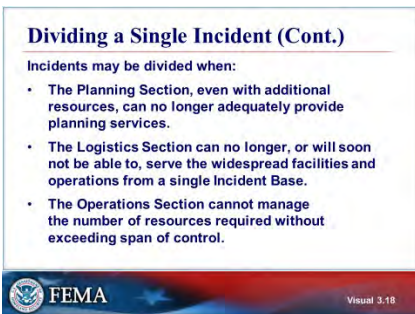 Dividing a Single Incident (Cont.)
Incidents may be divided when:
• The Planning Section, even with additional
resources, can no longer adequately provide
planning services.
• The Logistics Section can no longer, or will soon
not be able to, serve the widespread facilities and
operations from a single Incident Base.
• The Operations Section cannot manage
the number of resources required without
exceeding span of control.
FEMA
Visual 3.18